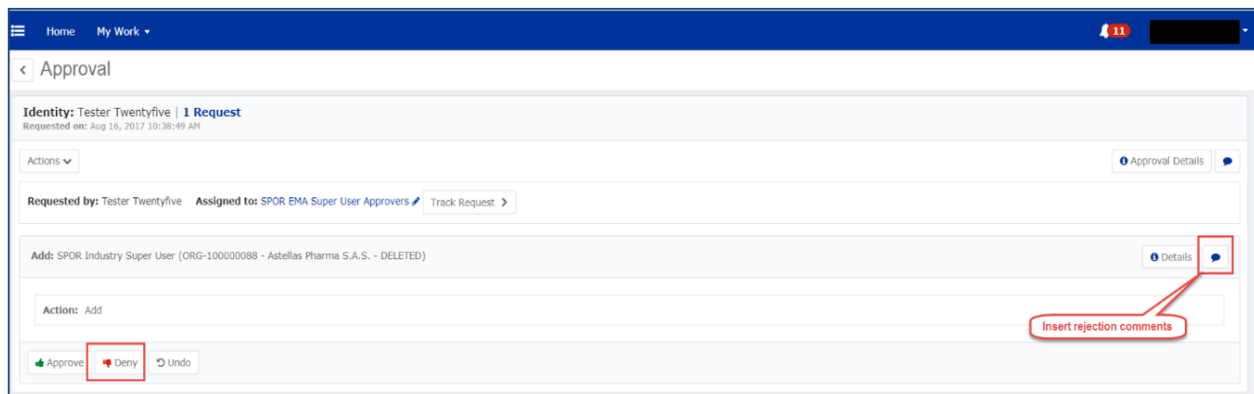 Home My Work
11
Approval
Identity: Tester Twentyfive | 1 Request
Requested on: Aug 16, 2017 10:38:49 AM
Actions
Approval Details
Requested by: Tester Twentyfive Assigned to: SPOR EMA Super User Approvers Track Request
Add: SPOR Industry Super User (ORG-100000088 - Astellas Pharma S.A.S. - DELETED)
Details
Action: Add
Insert rejection comments
Approve Deny Undo